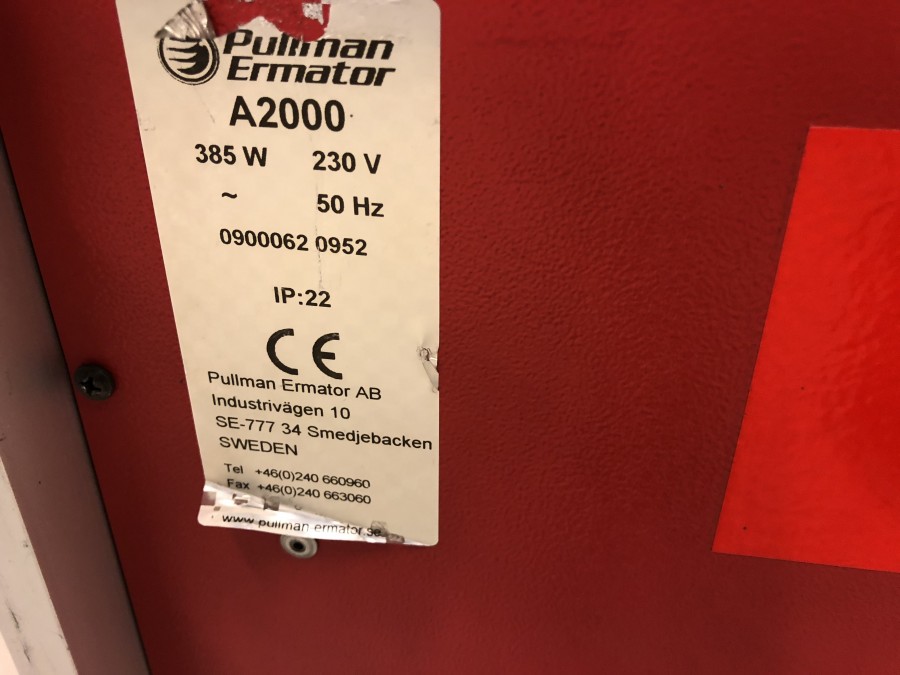 Pullman
Ermator
A2000
385 W 230 V
~ 50 Hz
0900062 0952
IP:22
CE
Pullman Ermator AB
Industrivägen 10
SE-777 34 Smedjebacken
SWEDEN
Tel +46(0)240 660960
Fax +46(0)240 663060
www.pullman-ermator.se